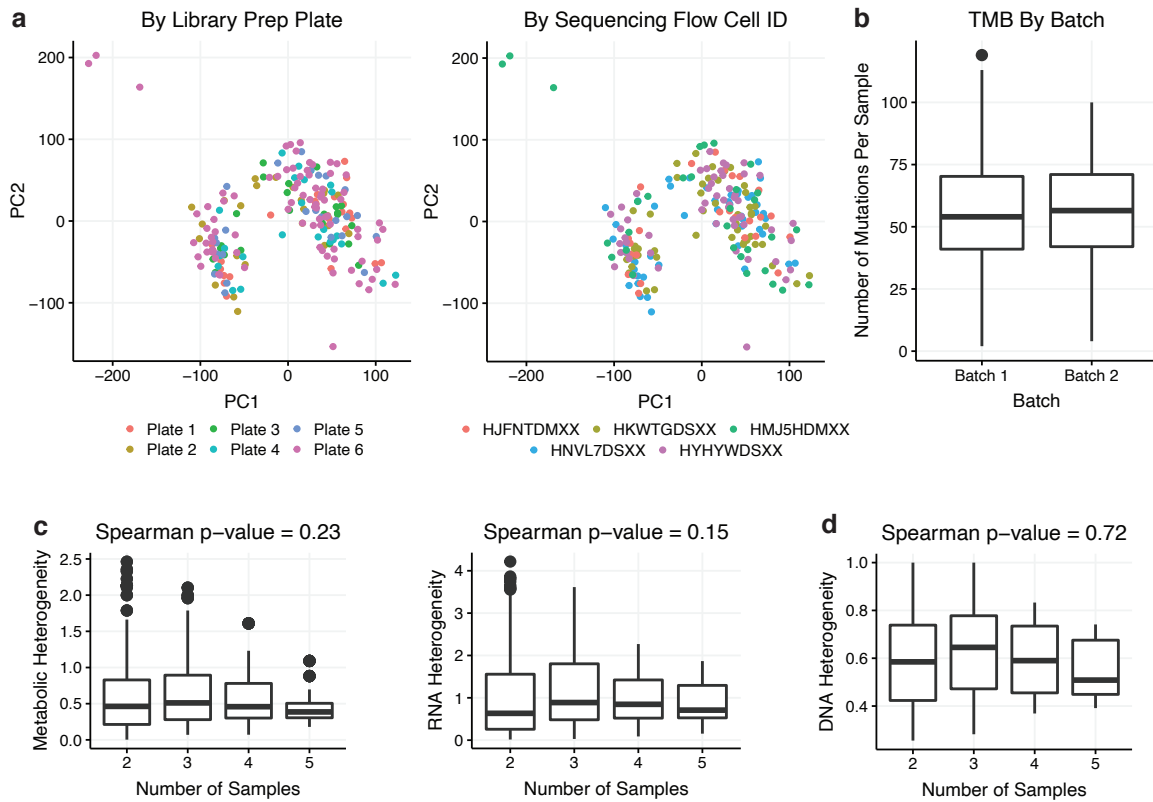 a
By Library Prep Plate
PC2
200
100
0
−100
−200
−100
0
100
PC1
Plate 1
Plate 3
Plate 5
Plate 2
Plate 4
Plate 6
By Sequencing Flow Cell ID
PC2
200
100
0
−100
−200
−100
0
100
PC1
HJFNTDMXX
HKWTGDSXX
HMJ5HDMXX
HNVL7DSXX
HYHYWDSXX
b
TMB By Batch
Number of Mutations Per Sample
100
75
50
25
0
Batch 1
Batch 2
Batch
c
Spearman p−value = 0.23
Metabolic Heterogeneity
2.5
2.0
1.5
1.0
0.5
0.0
2
3
4
5
Number of Samples
Spearman p−value = 0.15
RNA Heterogeneity
4
3
2
1
0
2
3
4
5
Number of Samples
d
Spearman p−value = 0.72
DNA Heterogeneity
1.0
0.8
0.6
0.4
2
3
4
5
Number of Samples